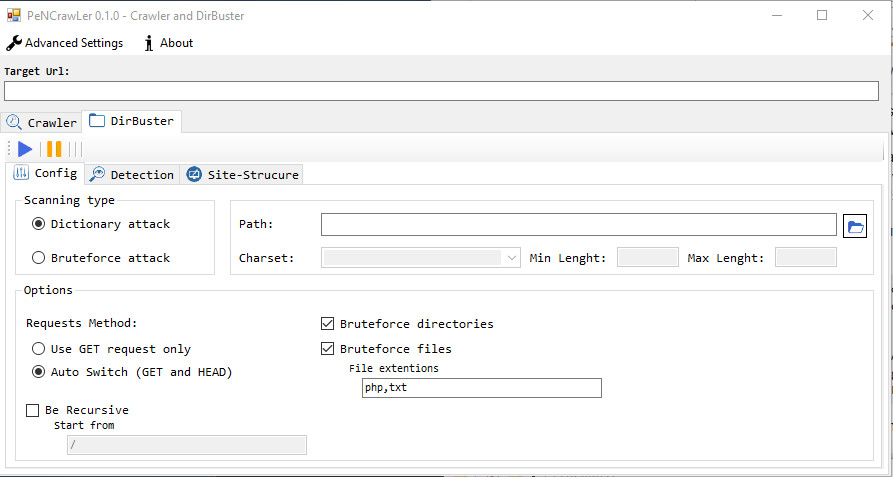 PeNCrawLer 0.1.0 - Crawler and DirBuster
Advanced Settings About
Target Url:
Crawler DirBuster
Config Detection Site-Strucure
Scanning type
Dictionary attack
Bruteforce attack
Path:
Charset: Min Lenght: Max Lenght:
Options
Requests Method:
Use GET request only
Auto Switch (GET and HEAD)
Be Recursive
Start from
/
Bruteforce directories
Bruteforce files
File extentions
php,txt